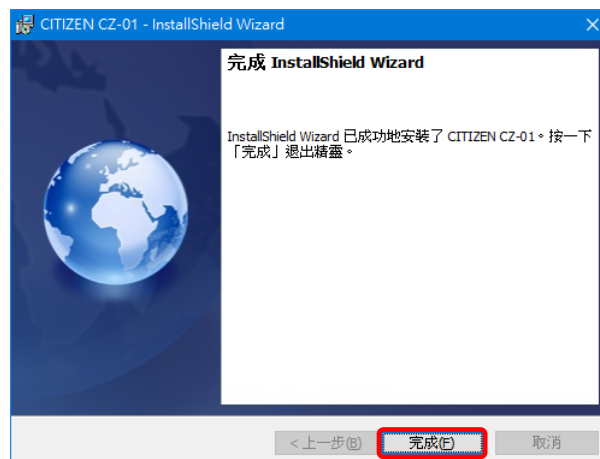 CITIZEN CZ-01 - InstallShield Wizard
完成 InstallShield Wizard
InstallShield Wizard 已成功地安裝了 CITIZEN CZ-01。按一下
「完成」退出精靈。
<上一步(B) 完成(F) 取消